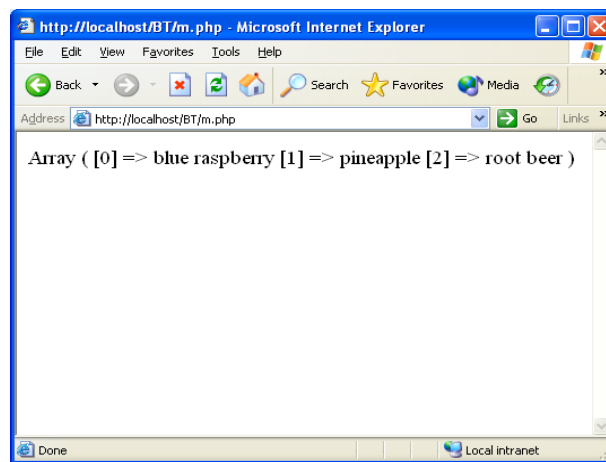 http://localhost/BT/m.php - Microsoft Internet Explorer
File Edit View Favorites Tools Help
Back Search Favorites Media
Address http://localhost/BT/m.php Go Links
Array ( [0] => blue raspberry [1] => pineapple [2] => root beer )
Done Local intranet